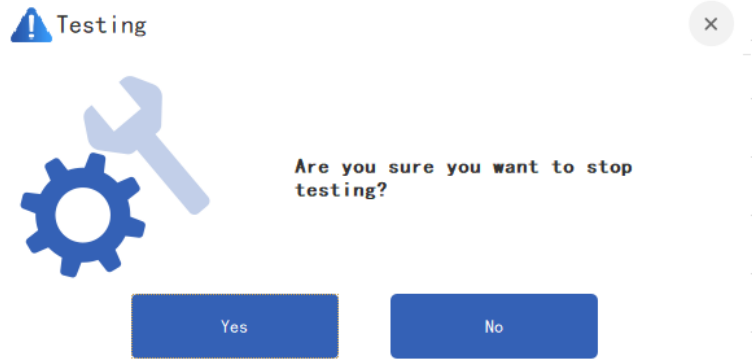 Testing
Are you sure you want to stop
testing?
Yes
No